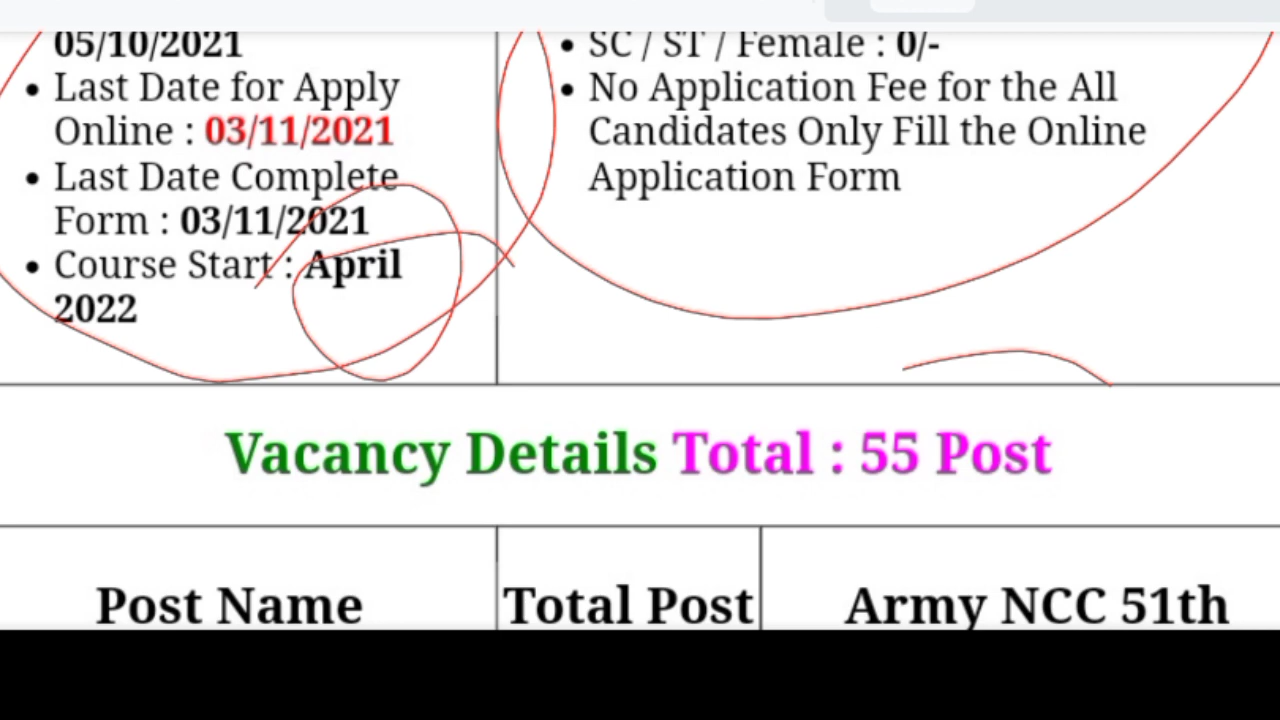 05/10/2021
• Last Date for Apply
Online : 03/11/2021
• Last Date Complete
Form : 03/11/2021
• Course Start : April
2022
• SC / ST / Female : 0/-
• No Application Fee for the All
Candidates Only Fill the Online
Application Form
Vacancy Details Total : 55 Post
Post Name
Total Post
Army NCC 51th